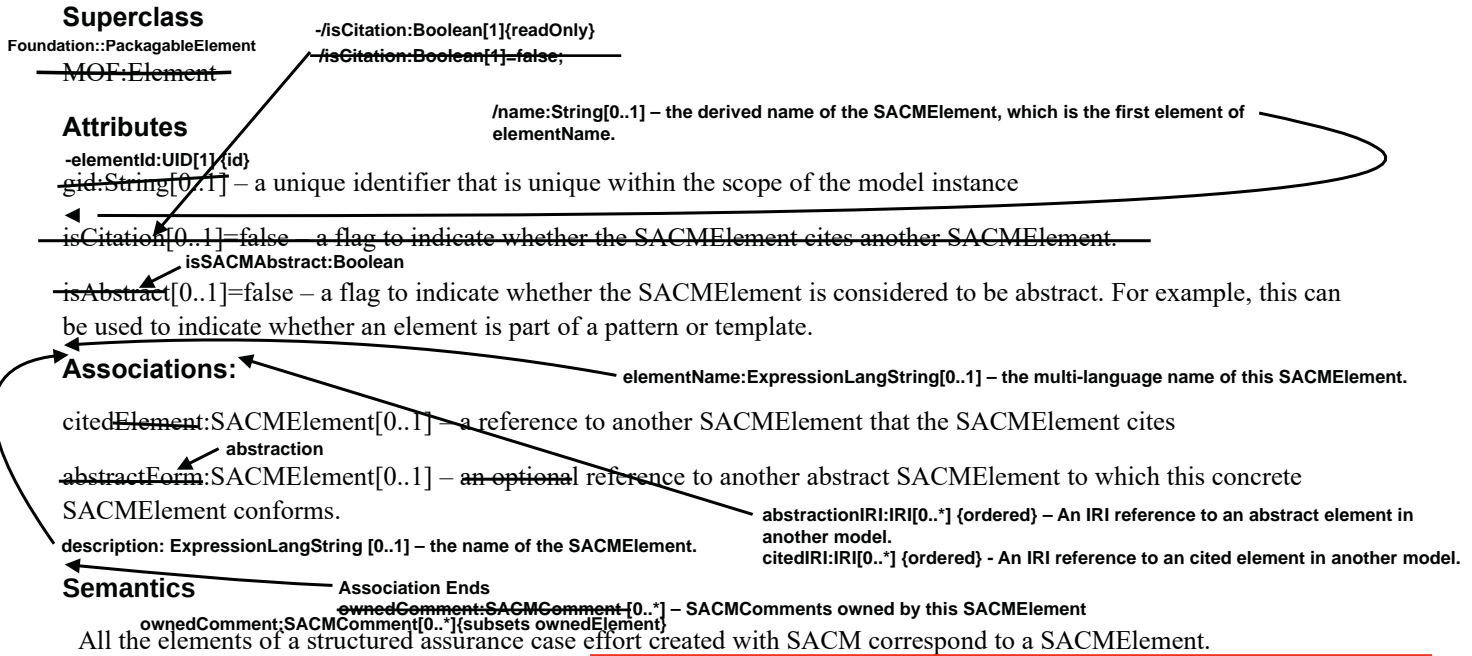 Superclass
-/isCitation:Boolean[1]{readOnly}
Foundation::PackagableElement
/isCitation:Boolean[1]=false;
MOF:Element
/name:String[0..1] – the derived name of the SACMElement, which is the first element of
elementName.
Attributes
-elementId:UID[1] {id}
gid:String[0..1] – a unique identifier that is unique within the scope of the model instance
isCitation[0..1]=false – a flag to indicate whether the SACMElement cites another SACMElement.
isSACMAbstract:Boolean
isAbstract[0..1]=false – a flag to indicate whether the SACMElement is considered to be abstract. For example, this can
be used to indicate whether an element is part of a pattern or template.
Associations:
elementName:ExpressionLangString[0..1] – the multi-language name of this SACMElement.
citedElement:SACMElement[0..1] – a reference to another SACMElement that the SACMElement cites
abstraction
abstractForm:SACMElement[0..1] – an optional reference to another abstract SACMElement to which this concrete
SACMElement conforms.
abstractionIRI:IRI[0..*] {ordered} – An IRI reference to an abstract element in
another model.
citedIRI:IRI[0..*] {ordered} - An IRI reference to an cited element in another model.
description: ExpressionLangString [0..1] – the name of the SACMElement.
Semantics
Association Ends
ownedComment:SACMComment [0..*] – SACMComments owned by this SACMElement
ownedComment:SACMComment[0..*]{subsets ownedElement}
All the elements of a structured assurance case effort created with SACM correspond to a SACMElement.